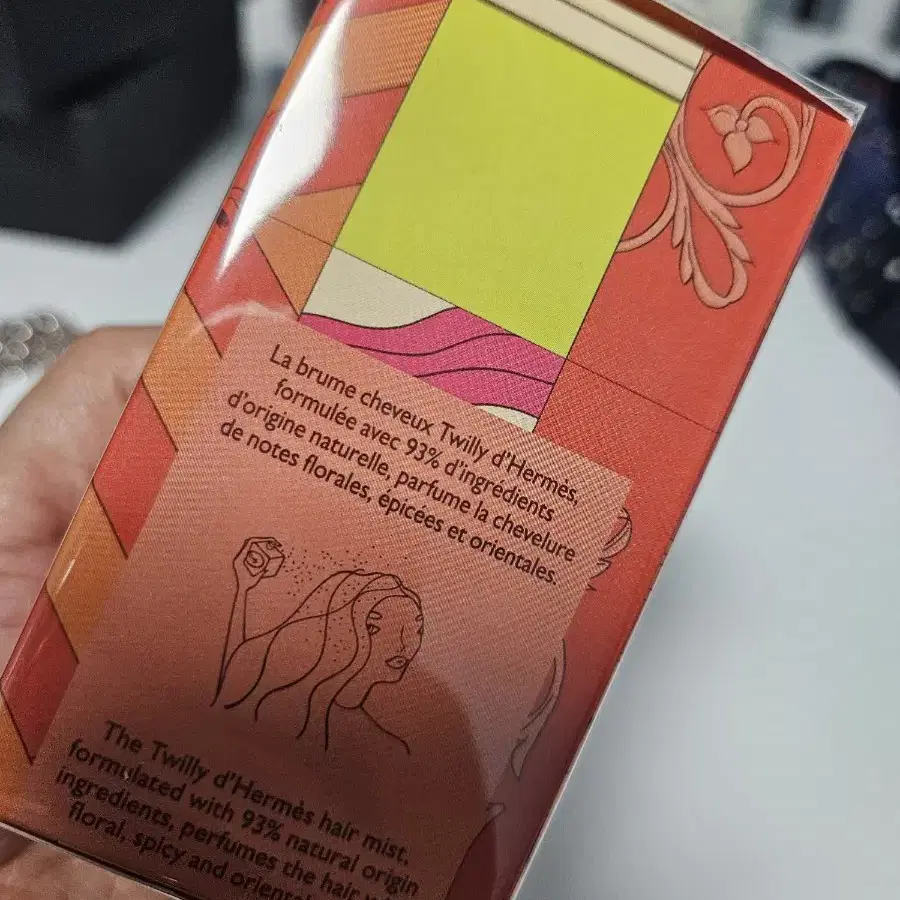 La brume cheveux Twilly d'Hermès,
formulée avec 93% d'ingrédients
d'origine naturelle, parfume la chevelure
de notes florales, épicées et orientales.
The Twilly d'Hermès hair mist,
formulated with 93% natural origin
ingredients, perfumes the hair
floral, spicy and